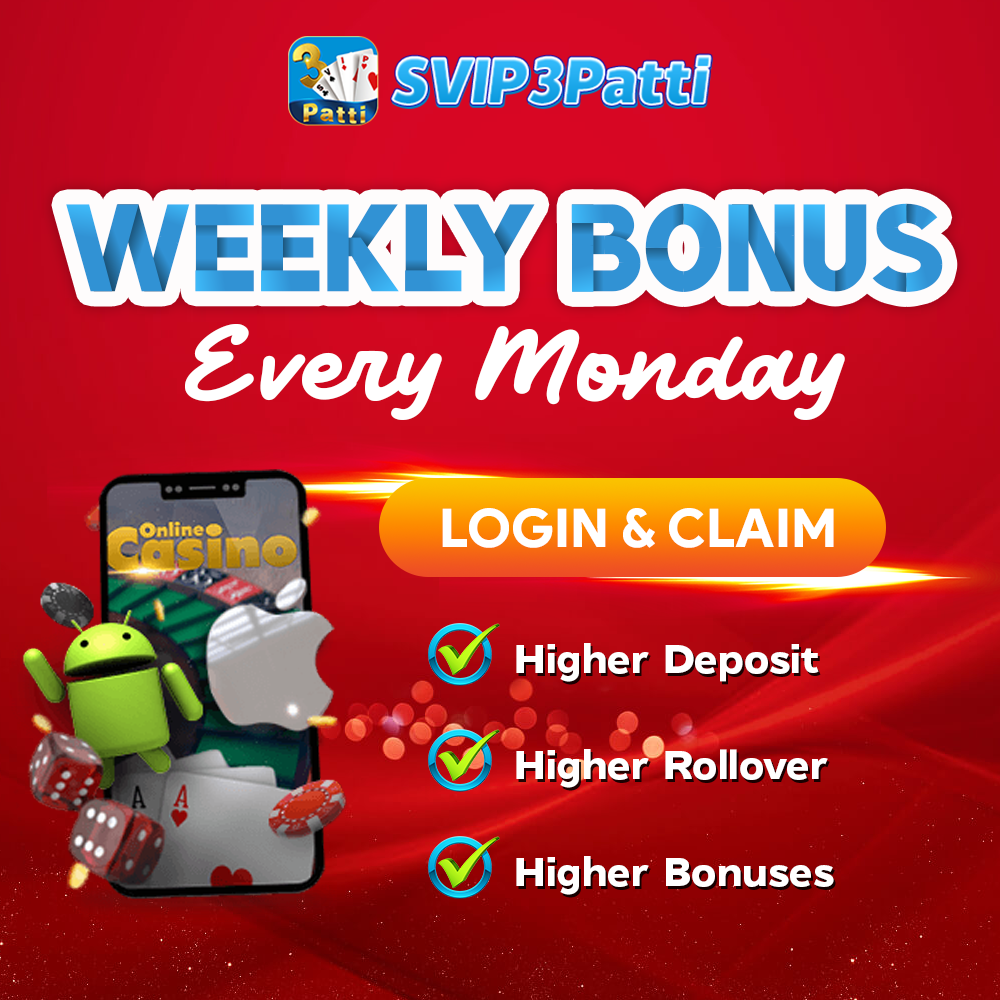 3
Patti
SVIP3Patti
WEEKLY BONUS
Every Monday
Online
Casino
LOGIN & CLAIM
Higher Deposit
Higher Rollover
Higher Bonuses
A
A